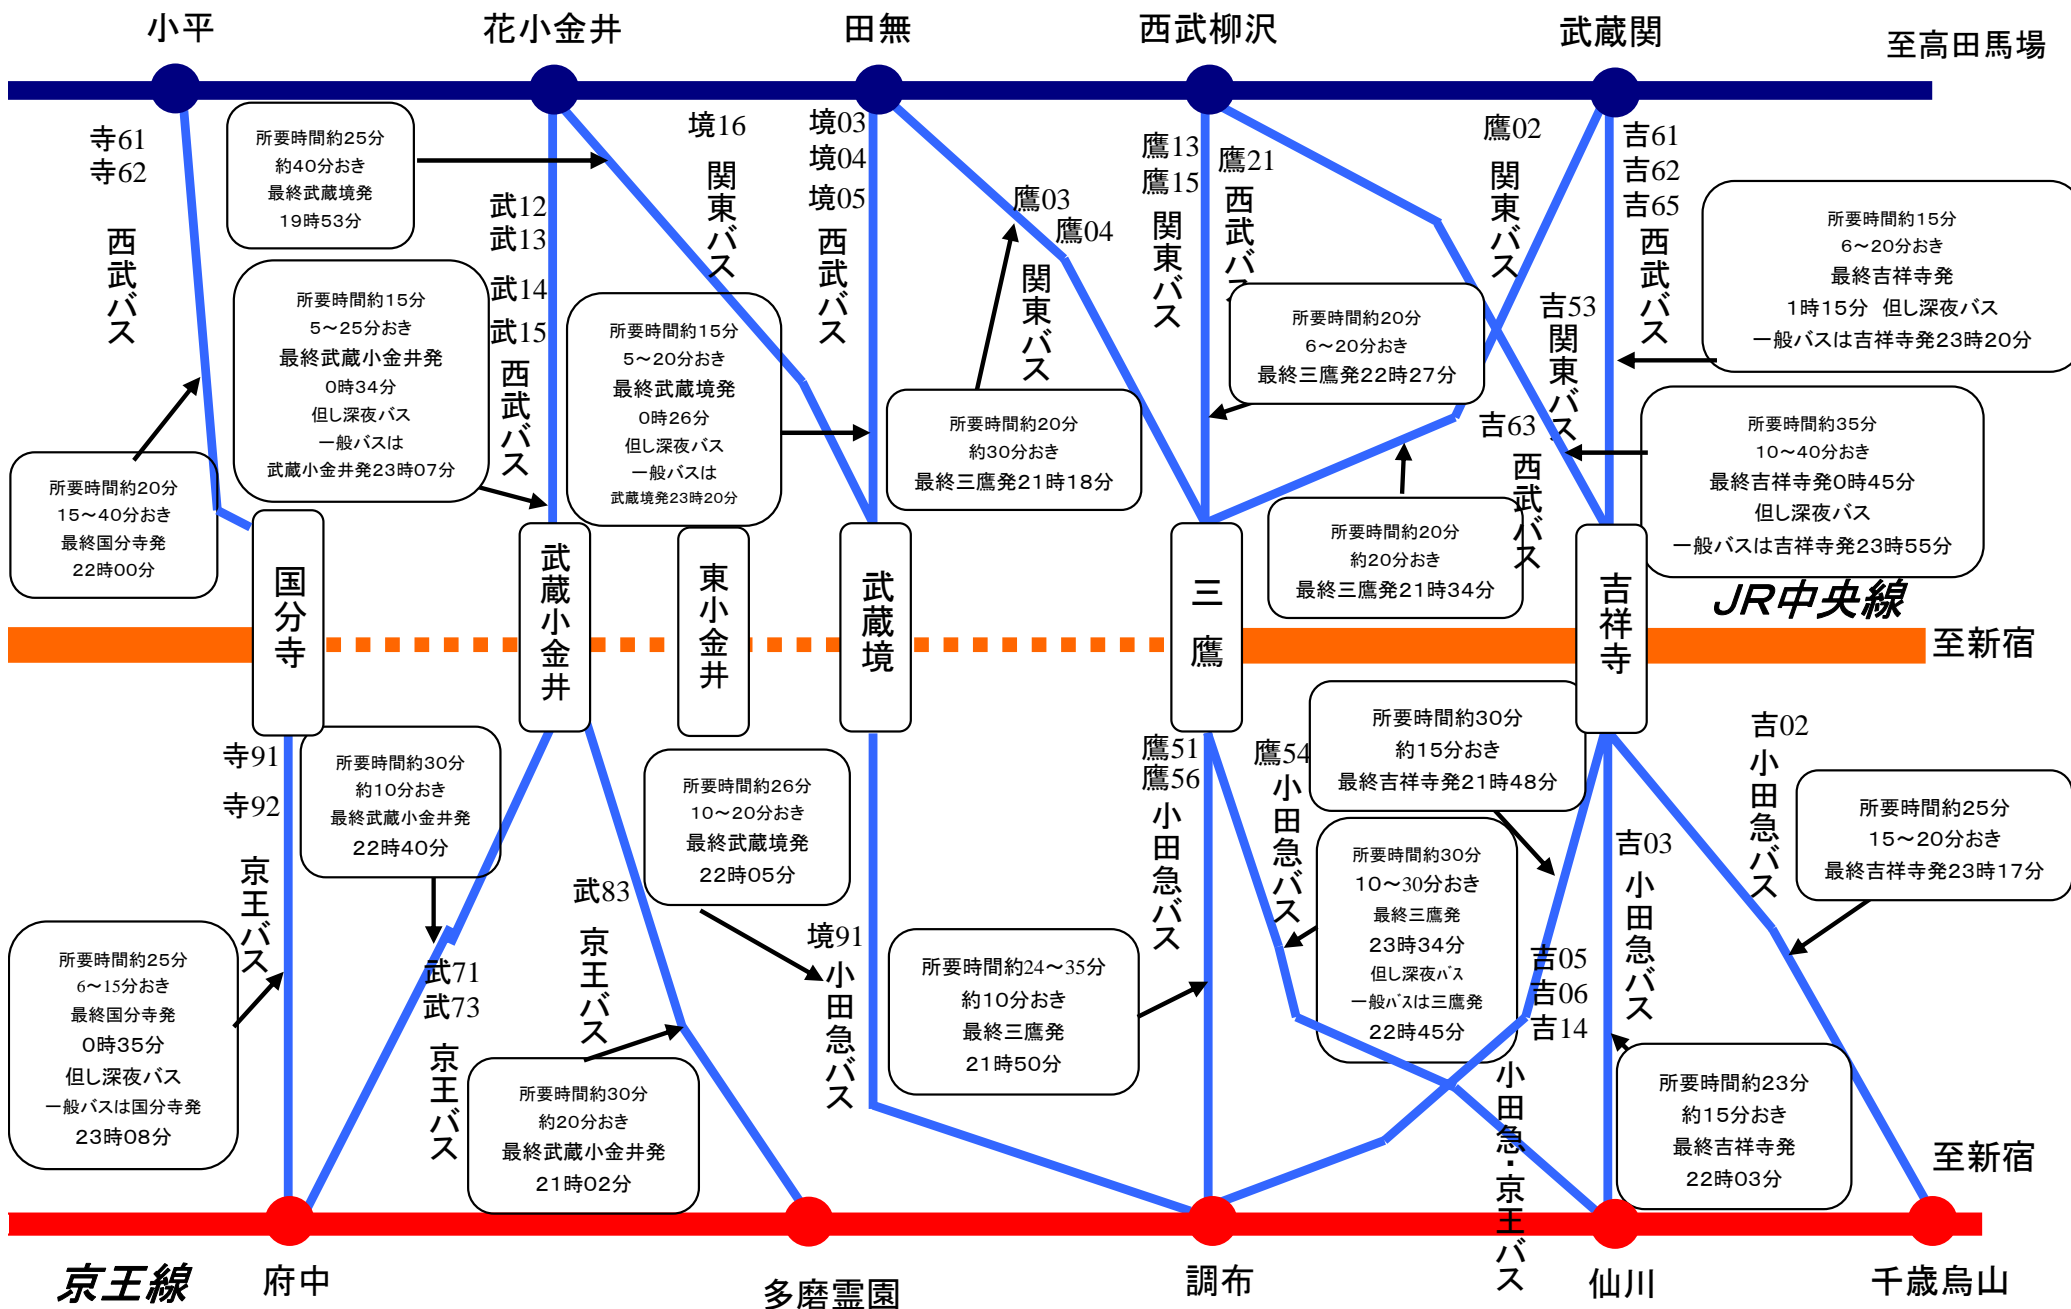 小平
花小金井
田無
西武柳沢
武蔵関
至高田馬場
寺61
寺62
西武バス
所要時間約25分
約40分おき
最終武蔵境発
19時53分
境16
関東バス
武12
武13
武14
武15
西武バス
境03
境04
境05
西武バス
鷹03
鷹04
関東バス
鷹13
鷹15
関東バス
鷹21
西武バス
鷹02
関東バス
吉61
吉62
吉65
西武バス
吉53
関東バス
吉63
西武バス
所要時間約15分
6～20分おき
最終吉祥寺発
1時15分 但し深夜バス
一般バスは吉祥寺発23時20分
所要時間約15分
5～25分おき
最終武蔵小金井発
0時34分
但し深夜バス
一般バスは
武蔵小金井発23時07分
所要時間約15分
5～20分おき
最終武蔵境発
0時26分
但し深夜バス
一般バスは
武蔵境発23時20分
所要時間約20分
6～20分おき
最終三鷹発22時27分
所要時間約20分
約30分おき
最終三鷹発21時18分
所要時間約35分
10～40分おき
最終吉祥寺発0時45分
但し深夜バス
一般バスは吉祥寺発23時55分
所要時間約20分
15～40分おき
最終国分寺発
22時00分
所要時間約20分
約20分おき
最終三鷹発21時34分
国分寺
武蔵小金井
東小金井
武蔵境
三鷹
吉祥寺
JR中央線
至新宿
寺91
寺92
京王バス
所要時間約30分
約10分おき
最終武蔵小金井発
22時40分
武71
武73
京王バス
武83
京王バス
所要時間約26分
10～20分おき
最終武蔵境発
22時05分
境91
小田急バス
鷹51
鷹56
小田急バス
鷹54
小田急バス
所要時間約30分
約15分おき
最終吉祥寺発21時48分
所要時間約30分
10～30分おき
最終三鷹発
23時34分
但し深夜バス
一般バスは三鷹発
22時45分
吉03
小田急バス
吉02
小田急バス
所要時間約25分
15～20分おき
最終吉祥寺発23時17分
吉05
吉06
吉14
小田急・京王バス
所要時間約25分
6～15分おき
最終国分寺発
0時35分
但し深夜バス
一般バスは国分寺発
23時08分
所要時間約24～35分
約10分おき
最終三鷹発
21時50分
所要時間約30分
約20分おき
最終武蔵小金井発
21時02分
所要時間約23分
約15分おき
最終吉祥寺発
22時03分
至新宿
京王線
府中
多磨霊園
調布
仙川
千歳烏山